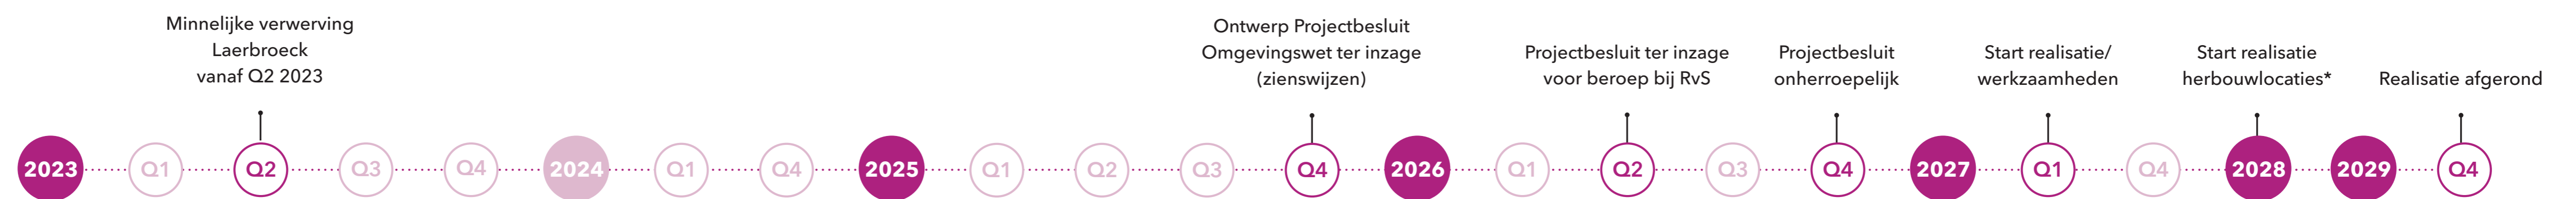 Minnelijke verwerving
Laerbroeck
vanaf Q2 2023
Ontwerp Projectbesluit
Omgevingswet ter inzage
(zienswijzen)
Projectbesluit ter inzage
voor beroep bij RvS
Projectbesluit
onherroepelijk
Start realisatie/
werkzaamheden
Start realisatie
herbouwlocaties*
Realisatie afgerond
2023 Q1 Q2 Q3 Q4 2024 Q1 Q4 2025 Q1 Q2 Q3 Q4 2026 Q1 Q2 Q3 Q4 2027 Q1 Q4 2028 2029 Q4